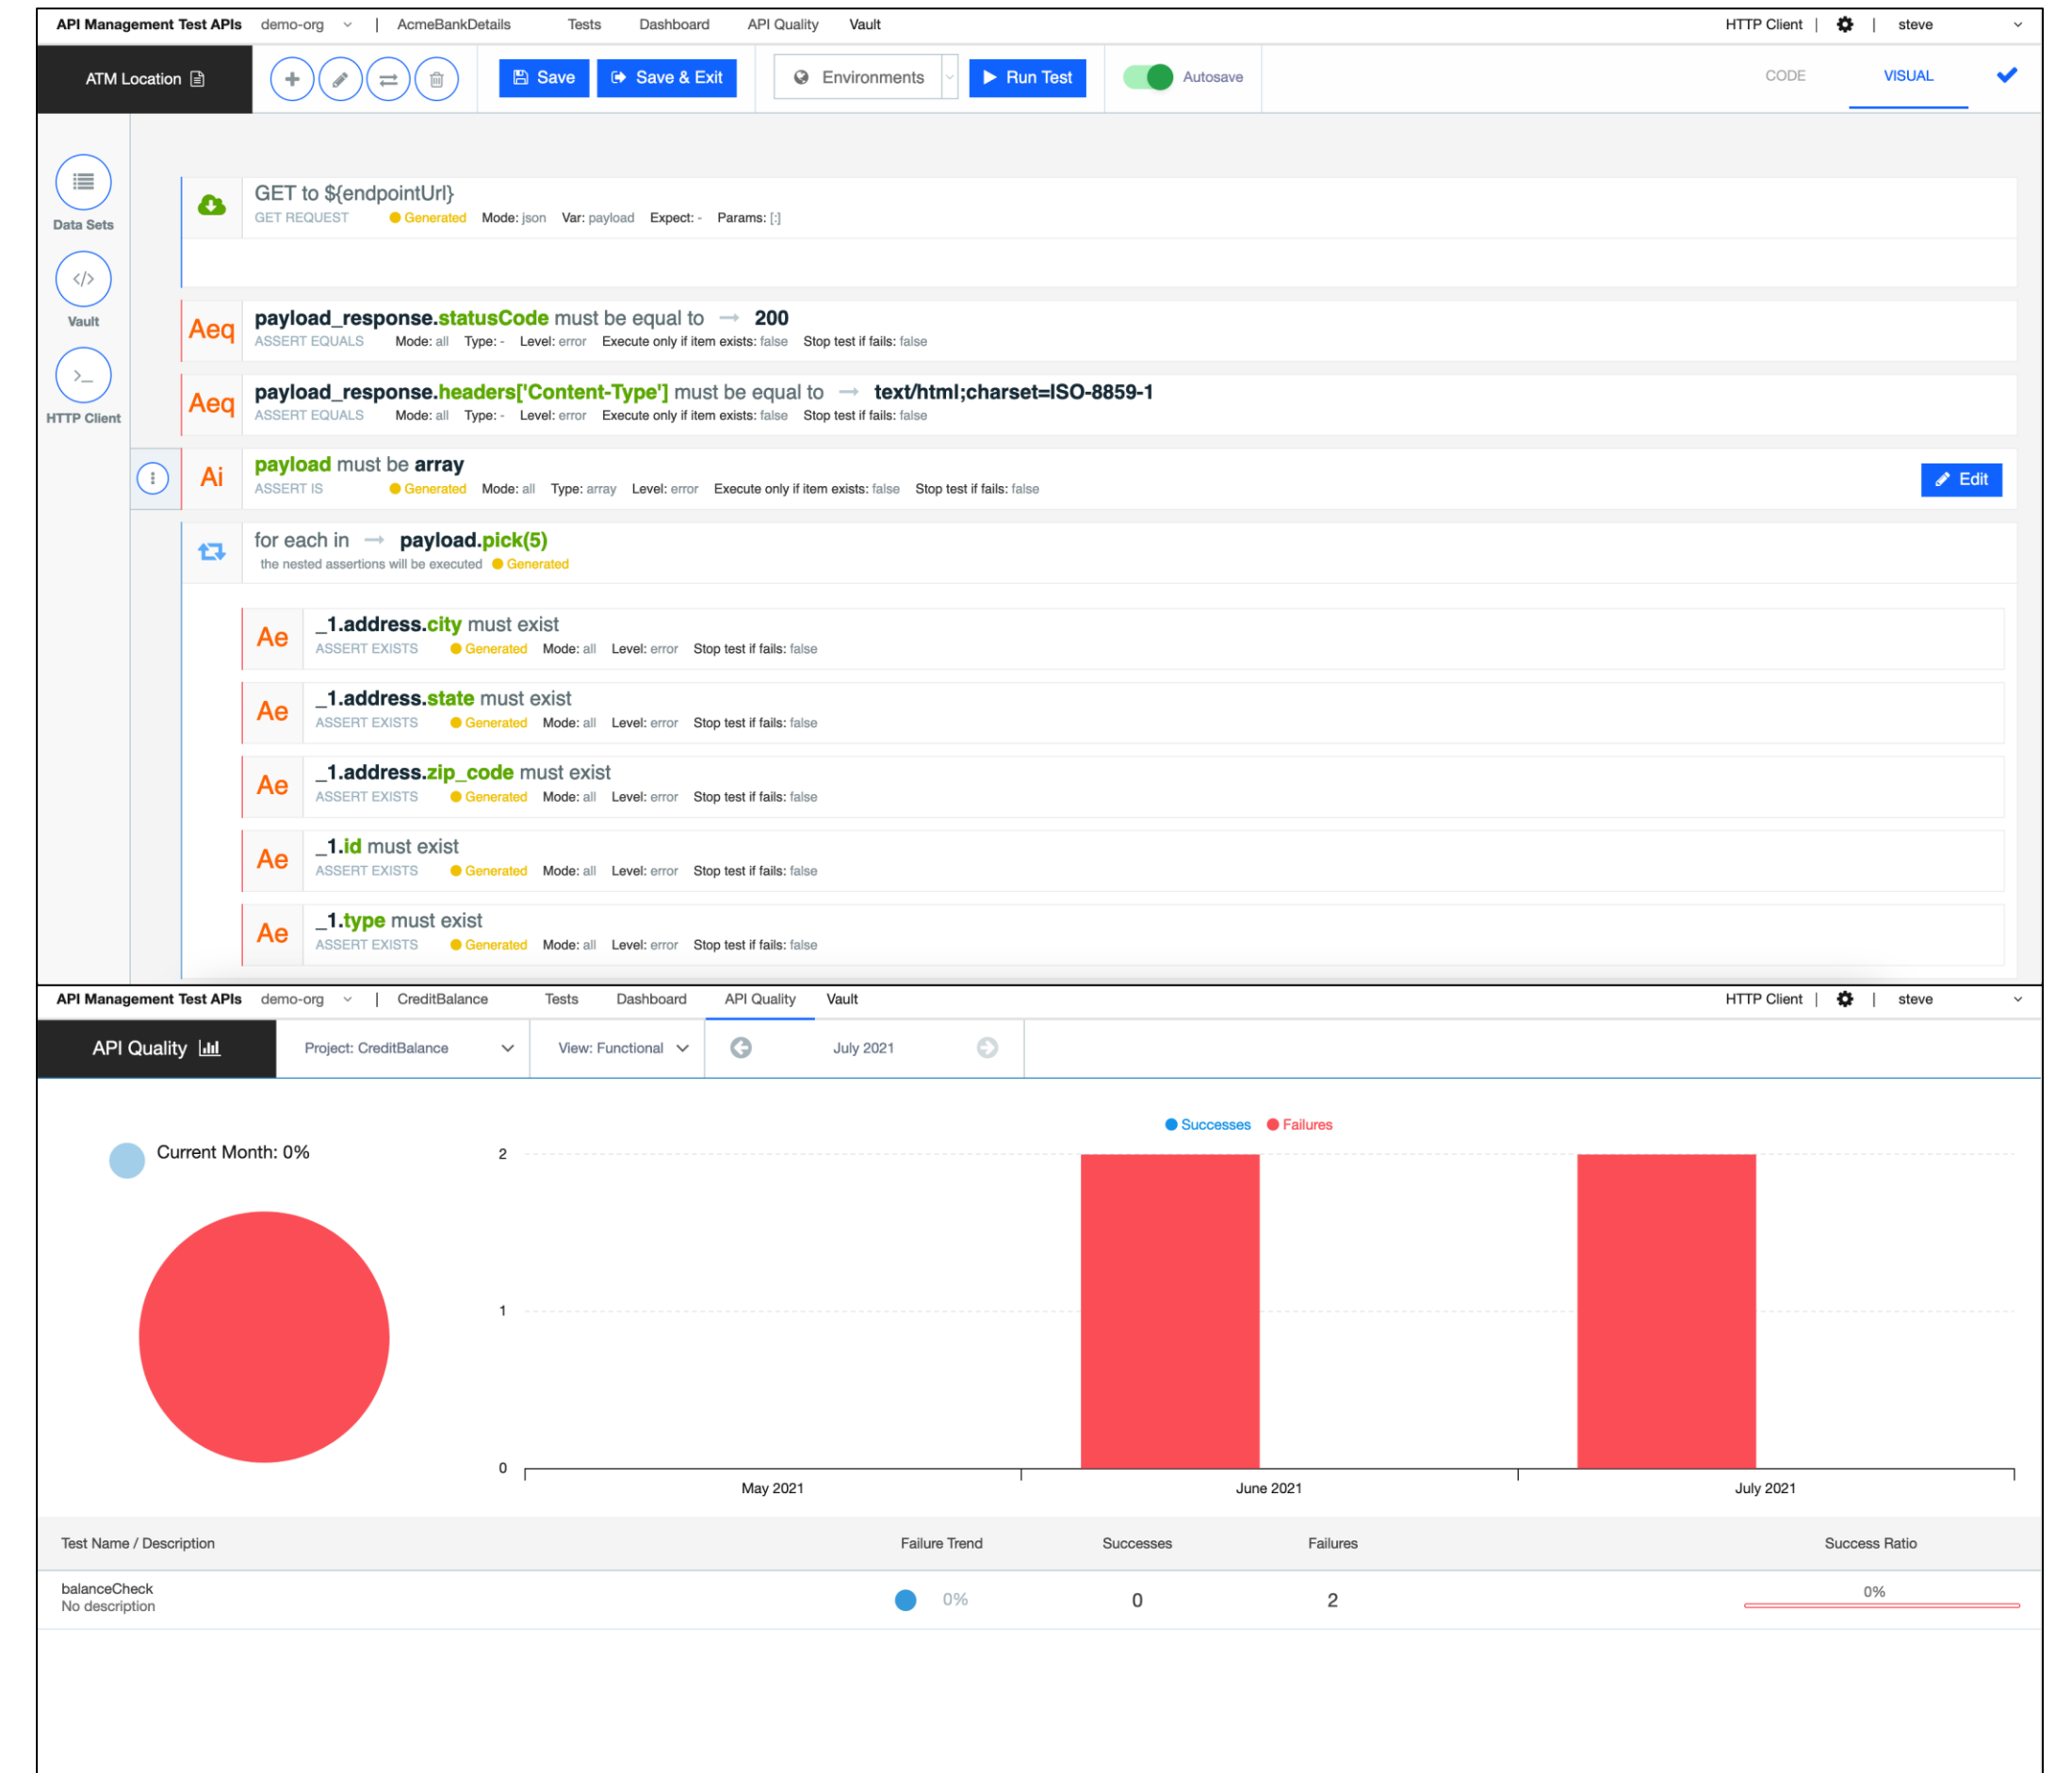 API Management Test APIs demo-org | AcmeBankDetails Tests Dashboard API Quality Vault HTTP Client | | steve
ATM Location Save Save & Exit Environments Run Test Autosave CODE VISUAL
Data Sets
Vault
HTTP Client
GET to ${endpointUrl}
GET REQUEST Generated Mode: json Var: payload Expect: - Params: [:]
Aeq payload_response.statusCode must be equal to → 200
ASSERT EQUALS Mode: all Type: - Level: error Execute only if item exists: false Stop test if fails: false
Aeq payload_response.headers['Content-Type'] must be equal to → text/html;charset=ISO-8859-1
ASSERT EQUALS Mode: all Type: - Level: error Execute only if item exists: false Stop test if fails: false
Ai payload must be array
ASSERT IS Generated Mode: all Type: array Level: error Execute only if item exists: false Stop test if fails: false
Edit
for each in → payload.pick(5)
the nested assertions will be executed Generated
Ae _1.address.city must exist
ASSERT EXISTS Generated Mode: all Level: error Stop test if fails: false
Ae _1.address.state must exist
ASSERT EXISTS Generated Mode: all Level: error Stop test if fails: false
Ae _1.address.zip_code must exist
ASSERT EXISTS Generated Mode: all Level: error Stop test if fails: false
Ae _1.id must exist
ASSERT EXISTS Generated Mode: all Level: error Stop test if fails: false
Ae _1.type must exist
ASSERT EXISTS Generated Mode: all Level: error Stop test if fails: false
API Management Test APIs demo-org | CreditBalance Tests Dashboard API Quality Vault HTTP Client | | steve
API Quality Project: CreditBalance View: Functional July 2021
Successes Failures
Current Month: 0%
2
1
0
May 2021 June 2021 July 2021
Test Name / Description Failure Trend Successes Failures Success Ratio
balanceCheck
No description
0% 0 2 0%